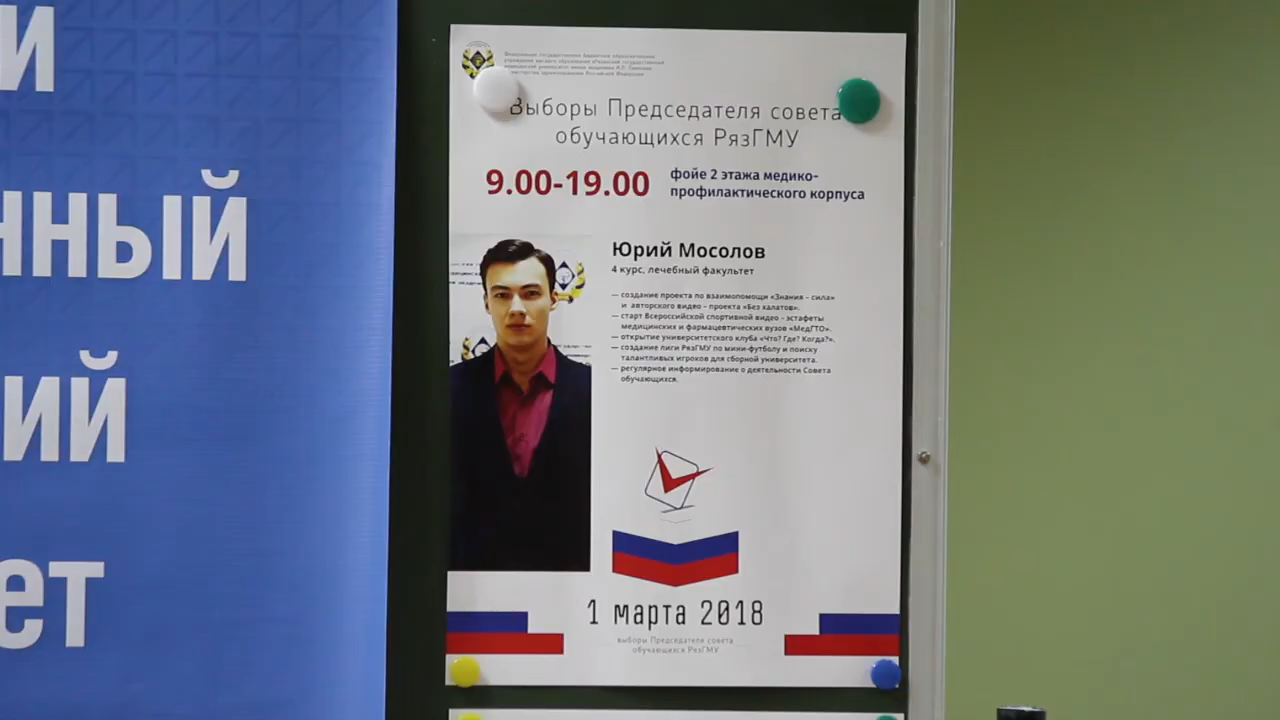 и
нный
ий
ет
Выборы Председателя совета
обучающихся РязГМУ
9.00-19.00
фойе 2 этажа медико-
профилактического корпуса
Юрий Мосолов
4 курс, лечебный факультет
— создание проекта по взаимопомощи «Знания - сила»
и авторского видео - проекта «Без халатов».
— старт Всероссийской спортивной видео - эстафеты
медицинских и фармацевтических вузов «МедГТО».
— открытие университетского клуба «Что? Где? Когда?».
— создание лиги РязГМУ по мини-футболу и поиску
талантливых игроков для сборной университета.
— регулярное информирование о деятельности Совета
обучающихся.
1 марта 2018
выборы Председателя совета
обучающихся РязГМУ